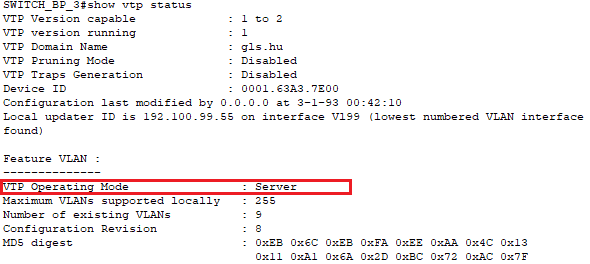 SWITCH_BP_3#show vtp status
VTP Version capable : 1 to 2
VTP version running : 1
VTP Domain Name : gls.hu
VTP Pruning Mode : Disabled
VTP Traps Generation : Disabled
Device ID : 0001.63A3.7E00
Configuration last modified by 0.0.0.0 at 3-1-93 00:42:10
Local updater ID is 192.100.99.55 on interface Vl99 (lowest numbered VLAN interface
found)
Feature VLAN :
--------------
VTP Operating Mode : Server
Maximum VLANs supported locally : 255
Number of existing VLANs : 9
Configuration Revision : 8
MD5 digest : 0xEB 0x6C 0xEB 0xFA 0xEE 0xAA 0x4C 0x13
0x11 0xA1 0x6A 0x2D 0xBC 0x72 0xAC 0x7F